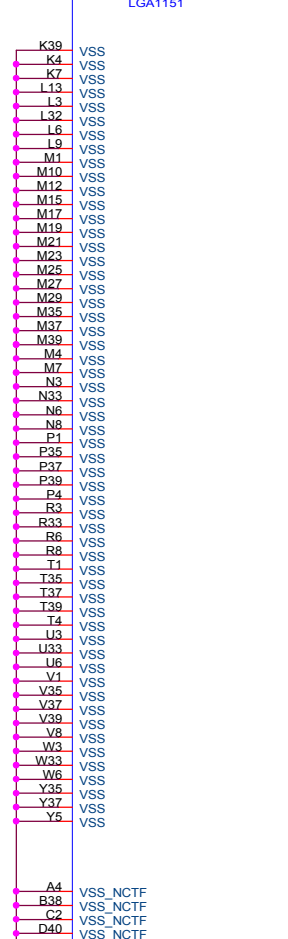 LGA1151
K39 VSS
K4 VSS
K7 VSS
L13 VSS
L3 VSS
L32 VSS
L6 VSS
L9 VSS
M1 VSS
M10 VSS
M12 VSS
M15 VSS
M17 VSS
M19 VSS
M21 VSS
M23 VSS
M25 VSS
M27 VSS
M29 VSS
M35 VSS
M37 VSS
M39 VSS
M4 VSS
M7 VSS
N3 VSS
N33 VSS
N6 VSS
N8 VSS
P1 VSS
P35 VSS
P37 VSS
P39 VSS
P4 VSS
R3 VSS
R33 VSS
R6 VSS
R8 VSS
T1 VSS
T35 VSS
T37 VSS
T39 VSS
T4 VSS
U3 VSS
U33 VSS
U6 VSS
V1 VSS
V35 VSS
V37 VSS
V39 VSS
V8 VSS
W3 VSS
W33 VSS
W6 VSS
Y35 VSS
Y37 VSS
Y5 VSS
A4 VSS_NCTF
B38 VSS_NCTF
C2 VSS_NCTF
D40 VSS_NCTF